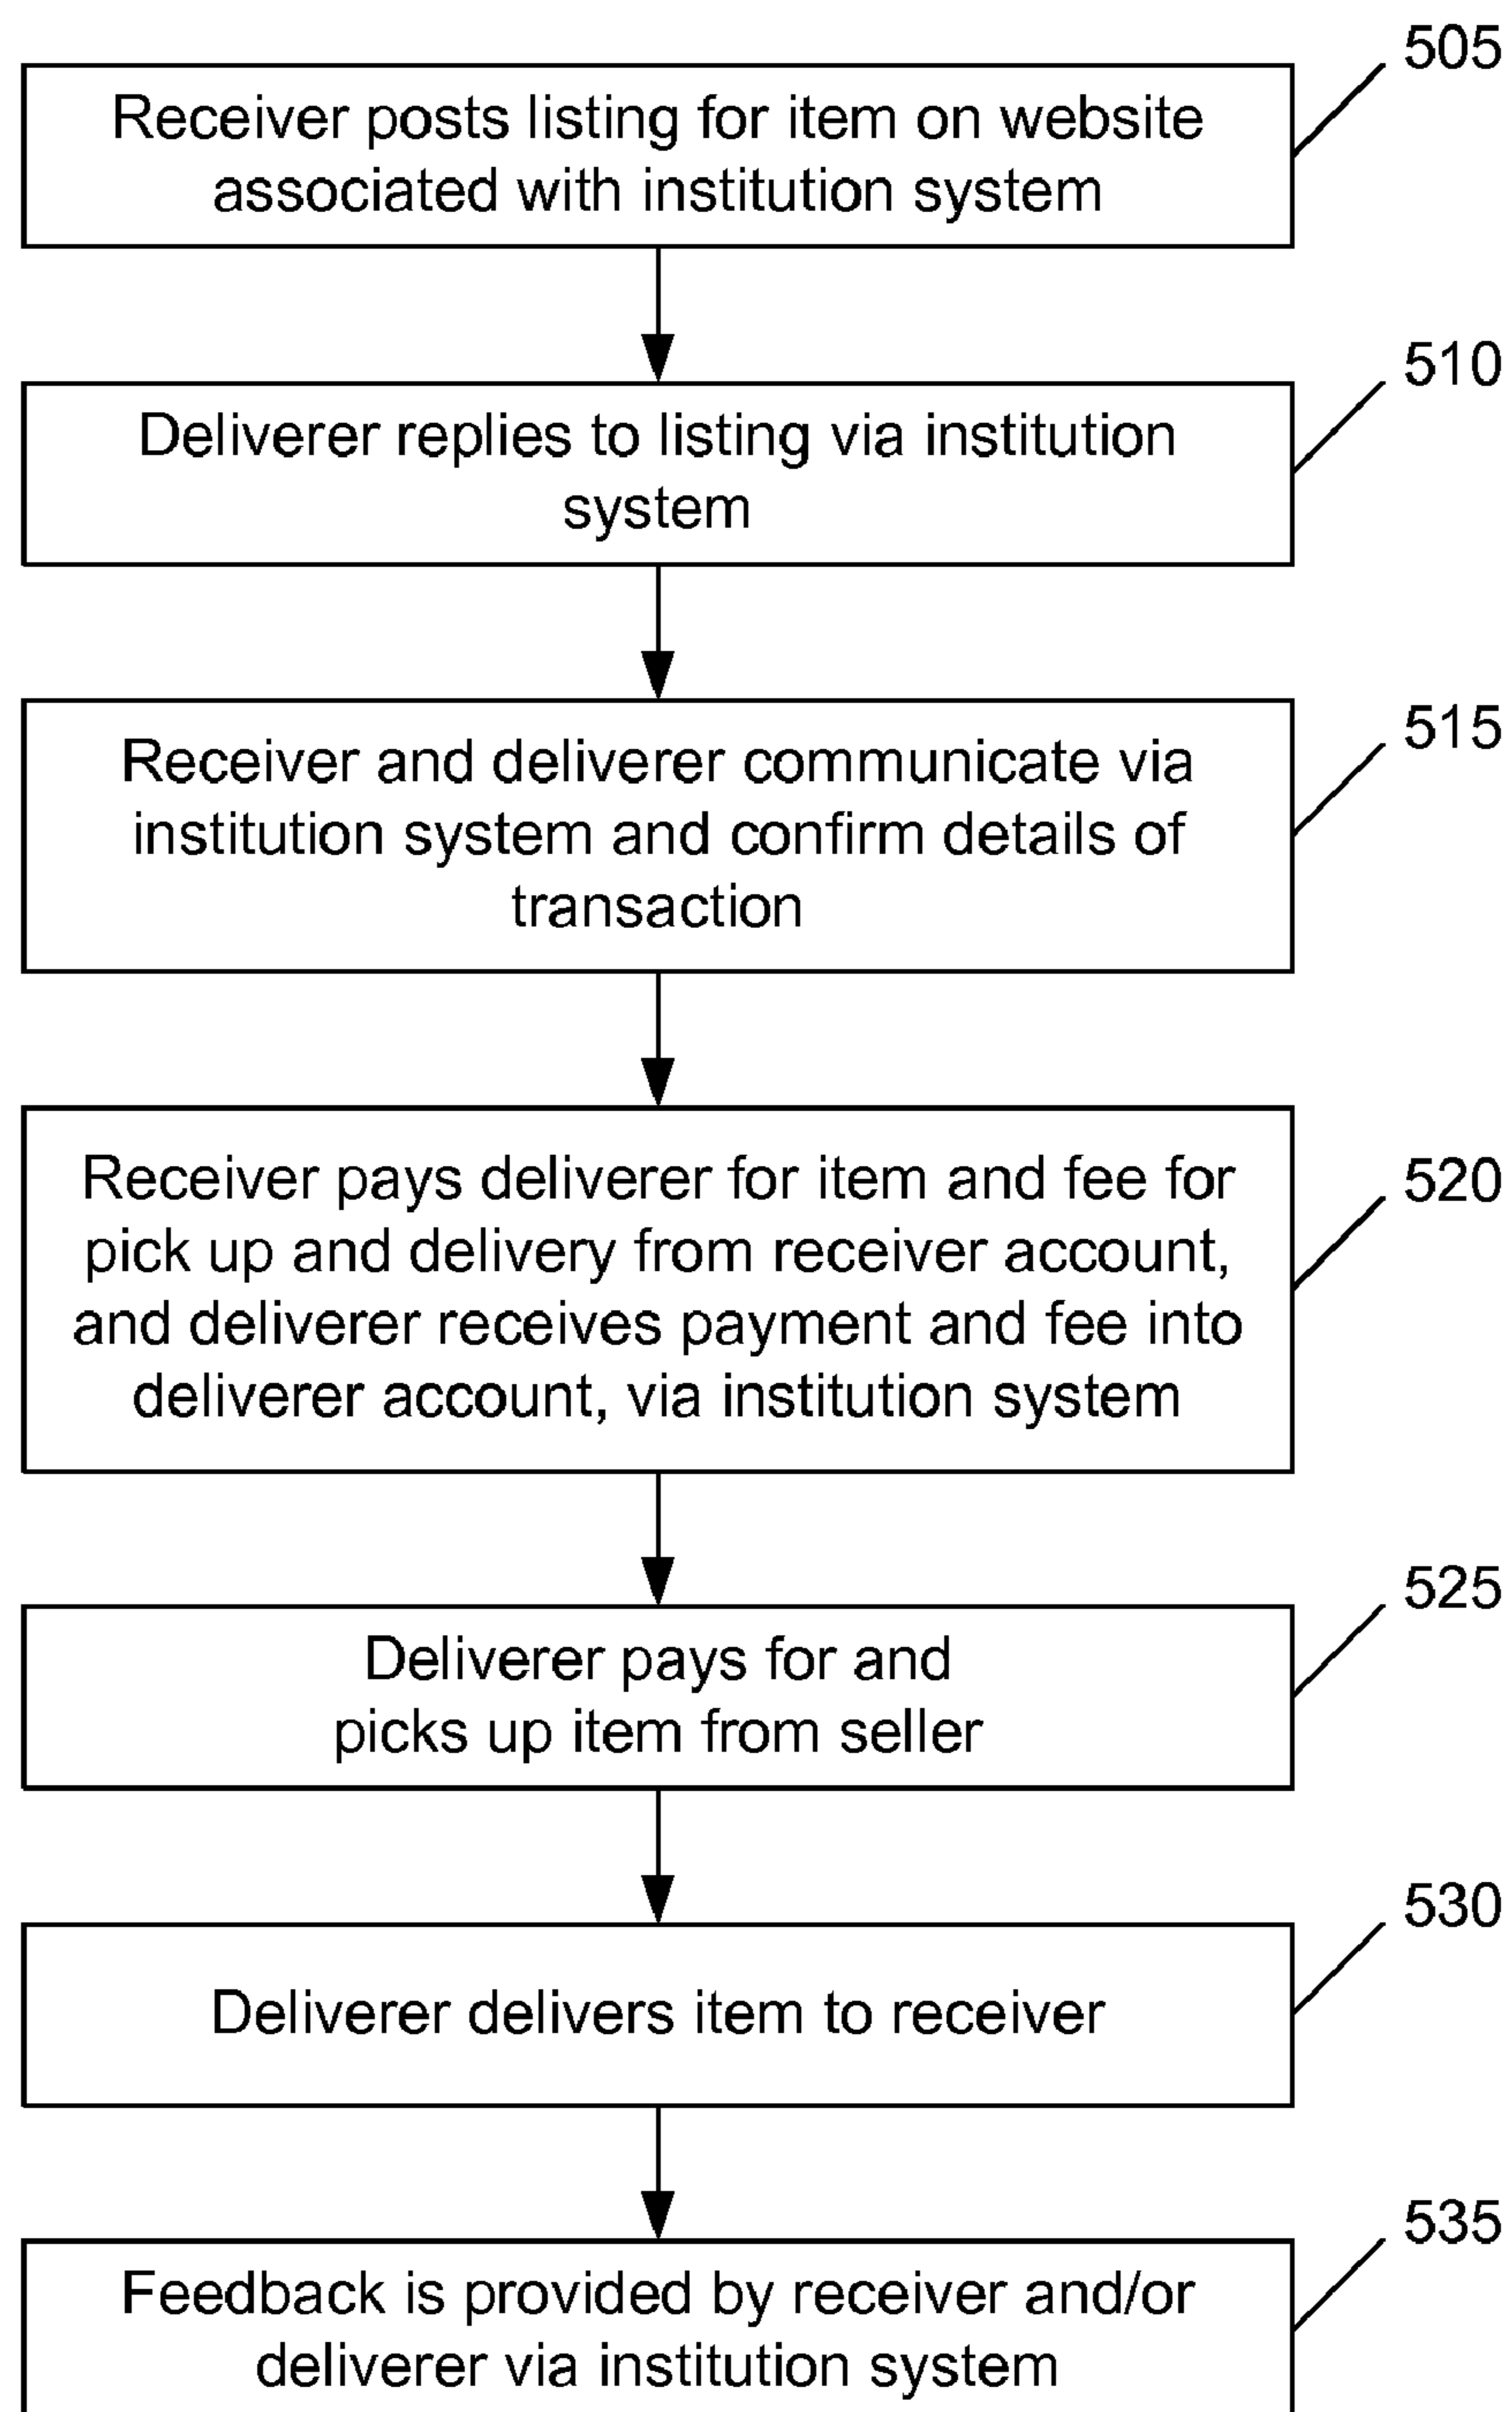 505
Receiver posts listing for item on website
associated with institution system
510
Deliverer replies to listing via institution
system
515
Receiver and deliverer communicate via
institution system and confirm details of
transaction
520
Receiver pays deliverer for item and fee for
pick up and delivery from receiver account,
and deliverer receives payment and fee into
deliverer account, via institution system
525
Deliverer pays for and
picks up item from seller
530
Deliverer delivers item to receiver
535
Feedback is provided by receiver and/or
deliverer via institution system